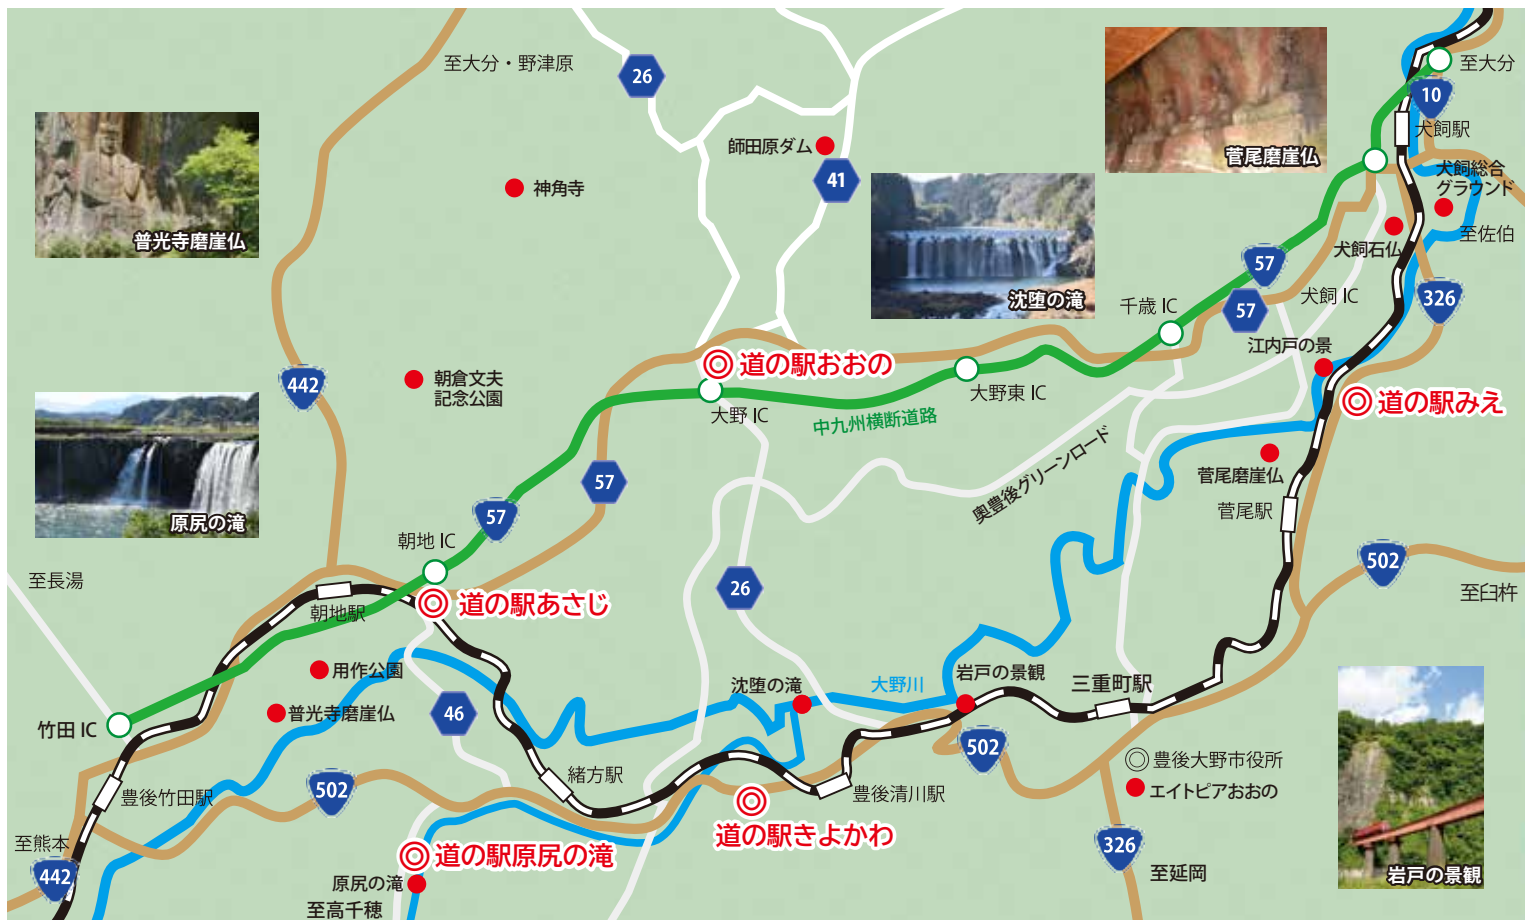 至大分・野津原
26
至大分
10
犬飼駅
師田原ダム
41
菅尾磨崖仏
犬飼総合
グラウンド
神角寺
普光寺磨崖仏
至佐伯
犬飼石仏
57
沈堕の滝
千歳 IC
犬飼 IC
57
326
江内戸の景
道の駅おおの
442
朝倉文夫
記念公園
大野 IC
大野東 IC
道の駅みえ
中九州横断道路
奥豊後グリーンロード
菅尾磨崖仏
57
菅尾駅
原尻の滝
57
朝地 IC
502
至長湯
26
至臼杵
朝地駅
道の駅あさじ
用作公園
岩戸の景観
沈堕の滝
大野川
三重町駅
普光寺磨崖仏
46
竹田 IC
502
豊後大野市役所
緒方駅
豊後竹田駅
502
豊後清川駅
エイトピアおおの
至熊本
道の駅きよかわ
326
道の駅原尻の滝
442
至延岡
岩戸の景観
原尻の滝
至高千穂